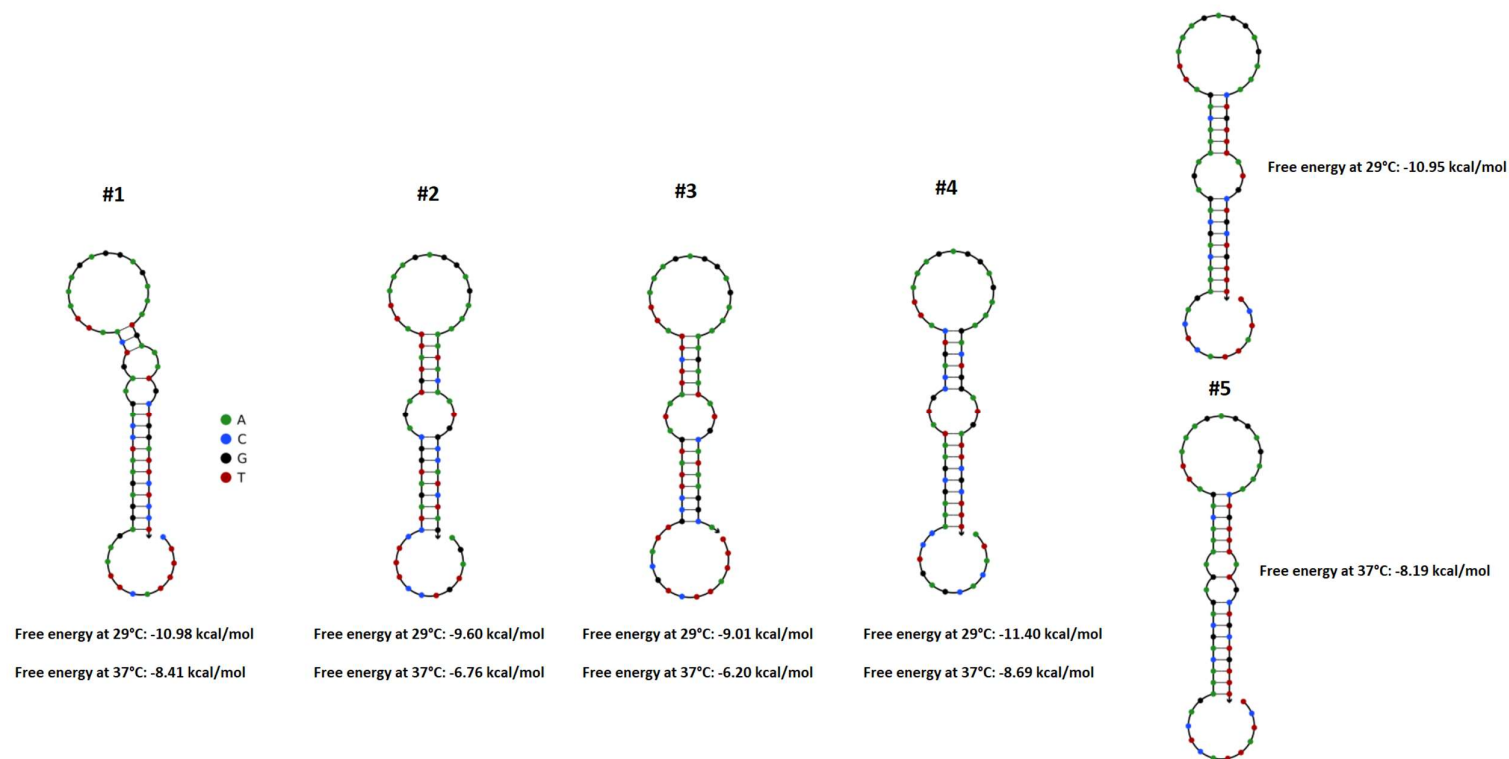 #1
#2
#3
#4
Free energy at 29°C: -10.95 kcal/mol
#5
A
C
G
T
Free energy at 37°C: -8.19 kcal/mol
Free energy at 29°C: -10.98 kcal/mol
Free energy at 29°C: -9.60 kcal/mol
Free energy at 29°C: -9.01 kcal/mol
Free energy at 29°C: -11.40 kcal/mol
Free energy at 37°C: -8.41 kcal/mol
Free energy at 37°C: -6.76 kcal/mol
Free energy at 37°C: -6.20 kcal/mol
Free energy at 37°C: -8.69 kcal/mol